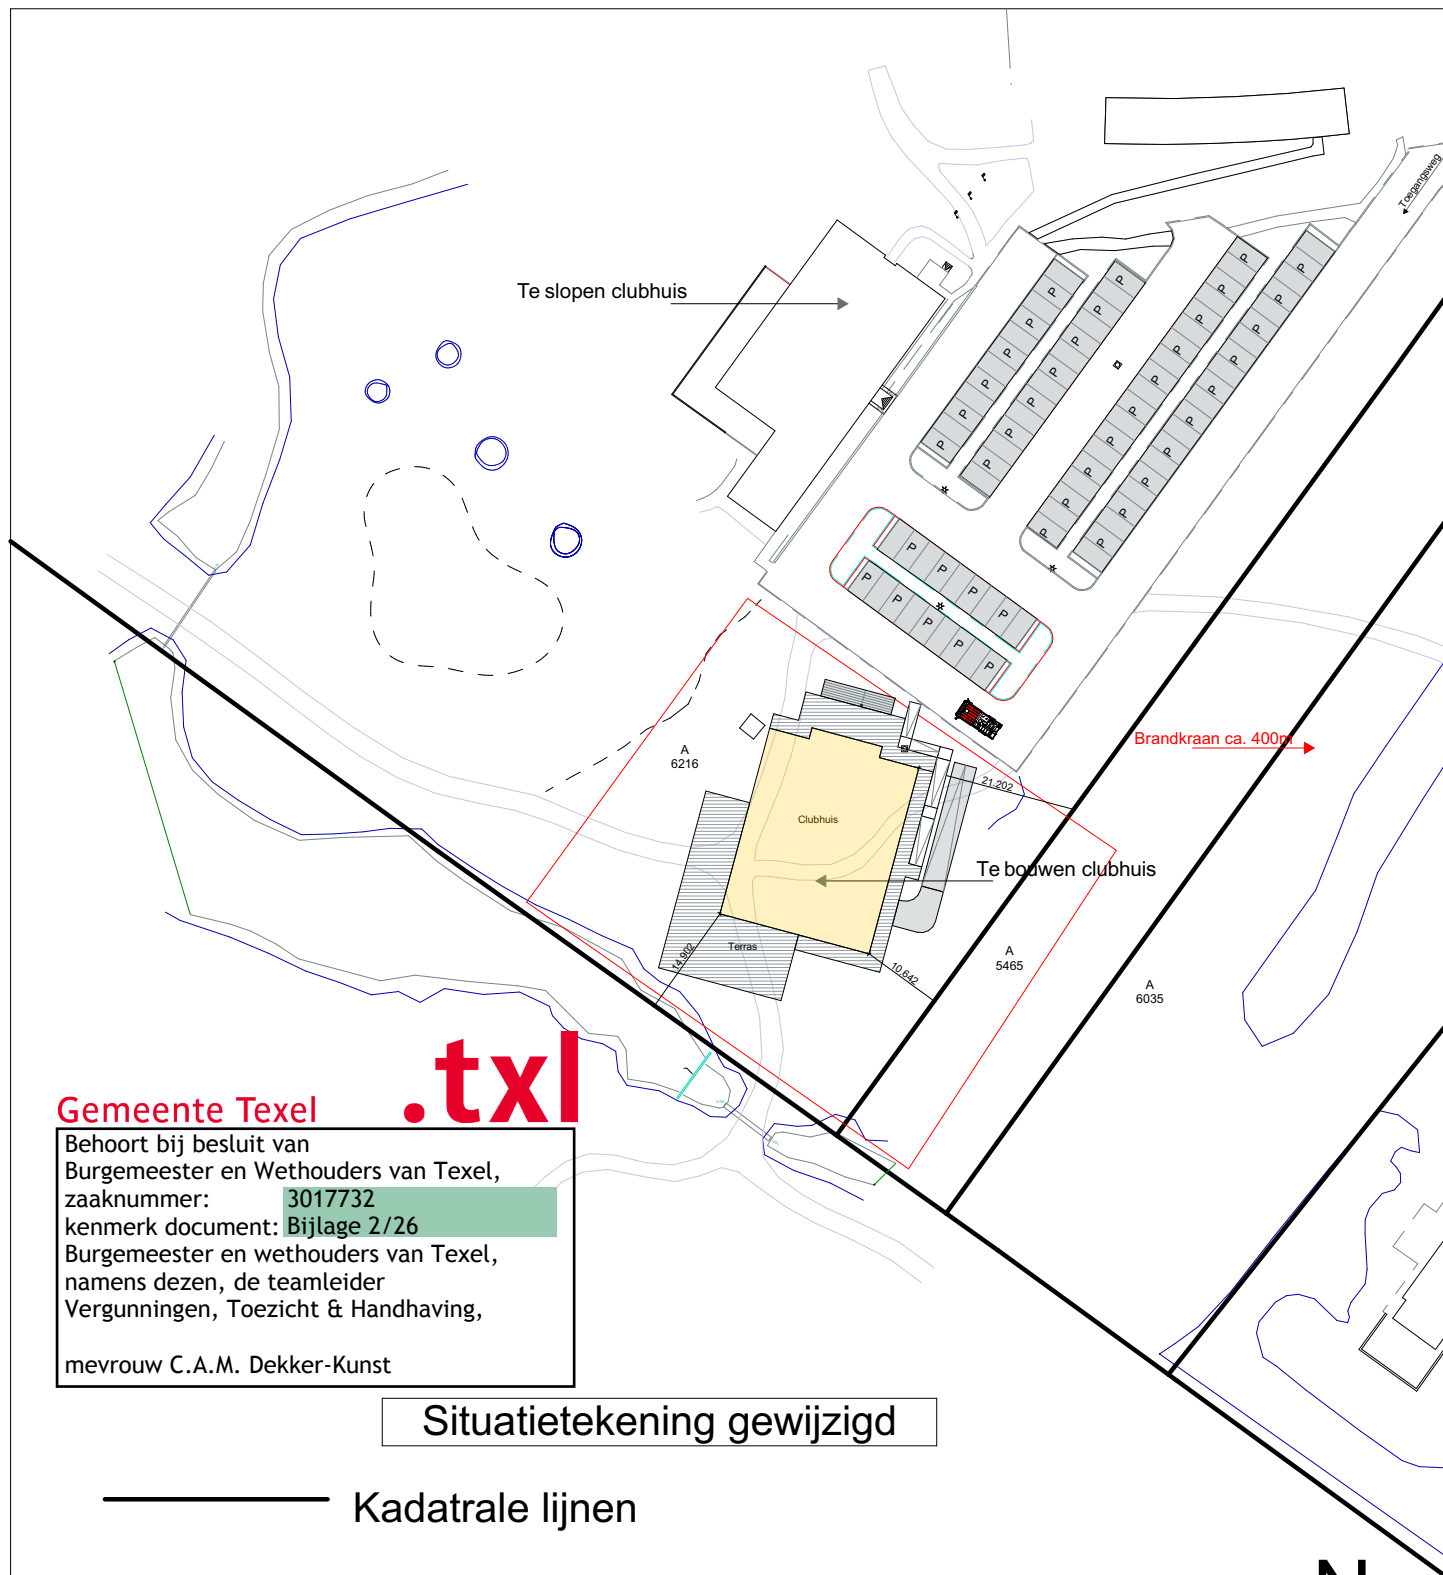 Toegangsweg
Te slopen clubhuis
P P P P P P
P P P P P P
P P P P P P P P P P
P P P P P P P P P P
P P P P
P P P P P
Brandkraan ca. 400m
A
6216
21.202
Clubhuis
Te bouwen clubhuis
Terras
14.902
10.642
A
5465
A
6035
.txl
Gemeente Texel
Behoort bij besluit van
Burgemeester en Wethouders van Texel,
zaaknummer: 3017732
kenmerk document: Bijlage 2/26
Burgemeester en wethouders van Texel,
namens dezen, de teamleider
Vergunningen, Toezicht & Handhaving,
mevrouw C.A.M. Dekker-Kunst
Situatietekening gewijzigd
Kadatrale lijnen
N